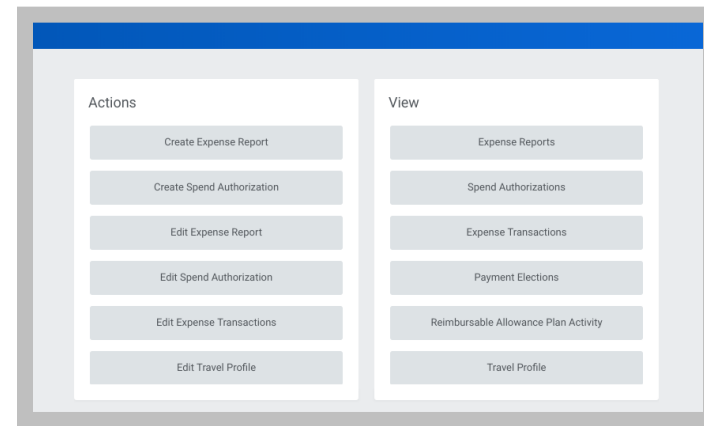 Actions
Create Expense Report
Create Spend Authorization
Edit Expense Report
Edit Spend Authorization
Edit Expense Transactions
Edit Travel Profile
View
Expense Reports
Spend Authorizations
Expense Transactions
Payment Elections
Reimbursable Allowance Plan Activity
Travel Profile